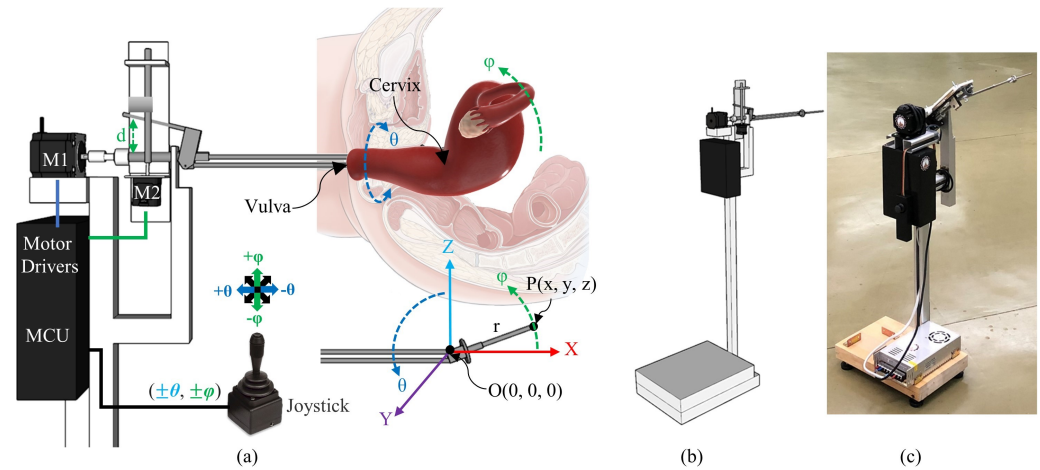 φ
Cervix
θ
d
M1
M2
Vulva
Motor
Drivers
MCU
+φ
+θ
-θ
-φ
(±θ, ±φ)
Joystick
Z
φ
P(x, y, z)
r
X
θ
O(0, 0, 0)
Y
(a)
(b)
(c)